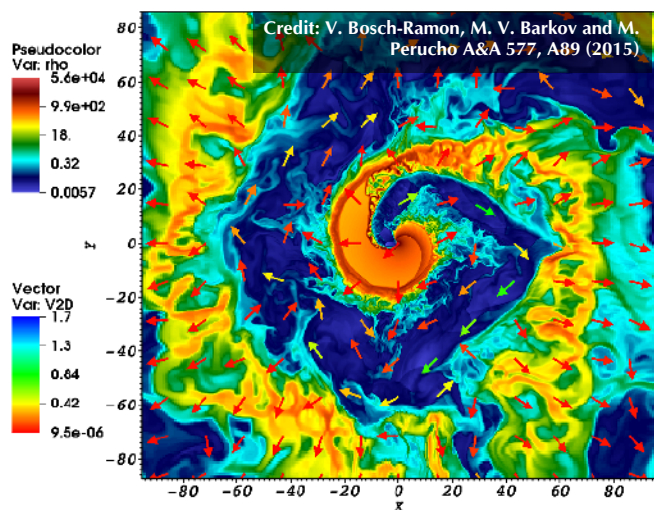 Credit: V. Bosch-Ramon, M. V. Barkov and M.
Perucho A&A 577, A89 (2015)
Pseudocolor
Var: rho
5.6e+04
9.9e+02
18.
0.32
0.0057
Vector
Var: V2D
1.7
1.3
0.84
0.42
9.5e-06
80
60
40
20
0
-20
-40
-60
-80
Y
-80
-60
-40
-20
0
20
40
60
80
X